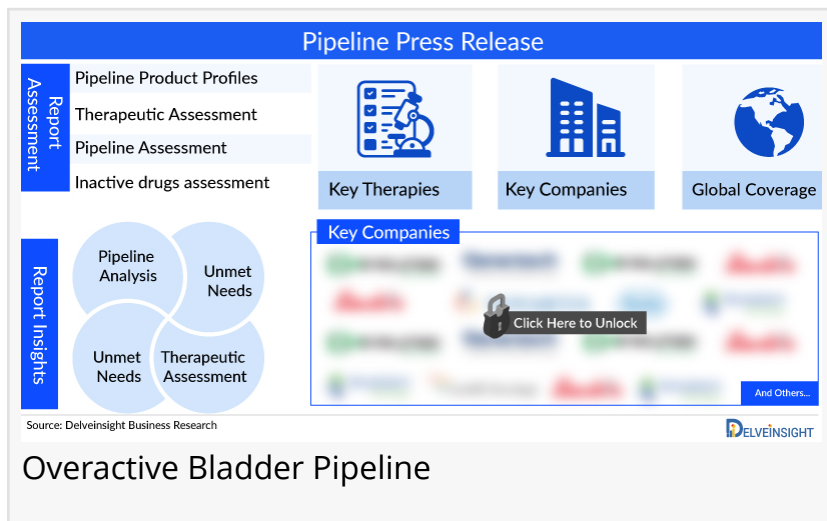 Pipeline Press Release
Report
Assessment
Pipeline Product Profiles
Therapeutic Assessment
Pipeline Assessment
Inactive drugs assessment
Key Therapies
Key Companies
Global Coverage
Report Insights
Pipeline
Analysis
Unmet
Needs
Unmet
Needs
Therapeutic
Assessment
Key Companies
Click Here to Unlock
And Others...
Source: Delveinsight Business Research
DELVEINSIGHT
Overactive Bladder Pipeline